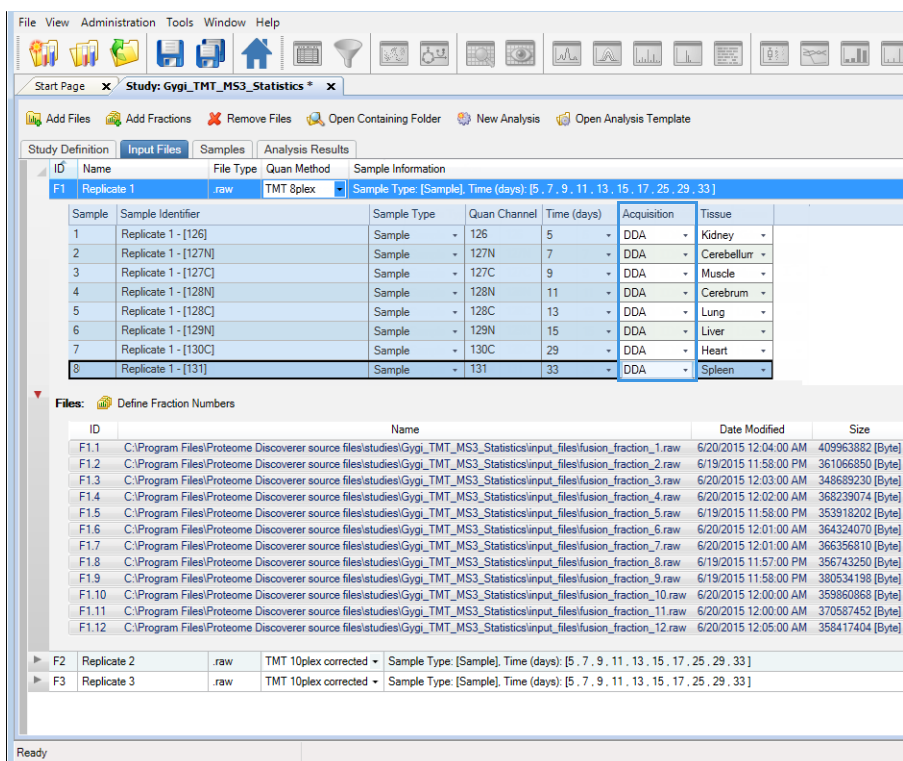 File View Administration Tools Window Help
Start Page x Study: Gygi_TMT_MS3_Statistics * x
Add Files Add Fractions Remove Files Open Containing Folder New Analysis Open Analysis Template
Study Definition Input Files Samples Analysis Results
ID Name File Type Quan Method Sample Information
F1 Replicate 1 .raw TMT 8plex Sample Type: [Sample], Time (days): [5 , 7 , 9 , 11 , 13 , 15 , 17 , 25 , 29 , 33 ]
Sample Sample Identifier Sample Type Quan Channel Time (days) Acquisition Tissue
1 Replicate 1 - [126] Sample 126 5 DDA Kidney
2 Replicate 1 - [127N] Sample 127N 7 DDA Cerebellum
3 Replicate 1 - [127C] Sample 127C 9 DDA Muscle
4 Replicate 1 - [128N] Sample 128N 11 DDA Cerebrum
5 Replicate 1 - [128C] Sample 128C 13 DDA Lung
6 Replicate 1 - [129N] Sample 129N 15 DDA Liver
7 Replicate 1 - [130C] Sample 130C 29 DDA Heart
8 Replicate 1 - [131] Sample 131 33 DDA Spleen
Files: Define Fraction Numbers
ID Name Date Modified Size
F1.1 C:\Program Files\Proteome Discoverer source files\studies\Gygi_TMT_MS3_Statistics\input_files\fusion_fraction_1.raw 6/20/2015 12:04:00 AM 409963882 [Byte]
F1.2 C:\Program Files\Proteome Discoverer source files\studies\Gygi_TMT_MS3_Statistics\input_files\fusion_fraction_2.raw 6/19/2015 11:58:00 PM 361066850 [Byte]
F1.3 C:\Program Files\Proteome Discoverer source files\studies\Gygi_TMT_MS3_Statistics\input_files\fusion_fraction_3.raw 6/20/2015 12:03:00 AM 348689230 [Byte]
F1.4 C:\Program Files\Proteome Discoverer source files\studies\Gygi_TMT_MS3_Statistics\input_files\fusion_fraction_4.raw 6/20/2015 12:02:00 AM 368239074 [Byte]
F1.5 C:\Program Files\Proteome Discoverer source files\studies\Gygi_TMT_MS3_Statistics\input_files\fusion_fraction_5.raw 6/19/2015 11:58:00 PM 353918202 [Byte]
F1.6 C:\Program Files\Proteome Discoverer source files\studies\Gygi_TMT_MS3_Statistics\input_files\fusion_fraction_6.raw 6/20/2015 12:01:00 AM 364324070 [Byte]
F1.7 C:\Program Files\Proteome Discoverer source files\studies\Gygi_TMT_MS3_Statistics\input_files\fusion_fraction_7.raw 6/20/2015 12:01:00 AM 366356810 [Byte]
F1.8 C:\Program Files\Proteome Discoverer source files\studies\Gygi_TMT_MS3_Statistics\input_files\fusion_fraction_8.raw 6/19/2015 11:57:00 PM 356743250 [Byte]
F1.9 C:\Program Files\Proteome Discoverer source files\studies\Gygi_TMT_MS3_Statistics\input_files\fusion_fraction_9.raw 6/19/2015 11:58:00 PM 380534198 [Byte]
F1.10 C:\Program Files\Proteome Discoverer source files\studies\Gygi_TMT_MS3_Statistics\input_files\fusion_fraction_10.raw 6/20/2015 12:00:00 AM 359860868 [Byte]
F1.11 C:\Program Files\Proteome Discoverer source files\studies\Gygi_TMT_MS3_Statistics\input_files\fusion_fraction_11.raw 6/20/2015 12:00:00 AM 370587452 [Byte]
F1.12 C:\Program Files\Proteome Discoverer source files\studies\Gygi_TMT_MS3_Statistics\input_files\fusion_fraction_12.raw 6/20/2015 12:05:00 AM 358417404 [Byte]
F2 Replicate 2 .raw TMT 10plex corrected Sample Type: [Sample], Time (days): [5 , 7 , 9 , 11 , 13 , 15 , 17 , 25 , 29 , 33 ]
F3 Replicate 3 .raw TMT 10plex corrected Sample Type: [Sample], Time (days): [5 , 7 , 9 , 11 , 13 , 15 , 17 , 25 , 29 , 33 ]
Ready